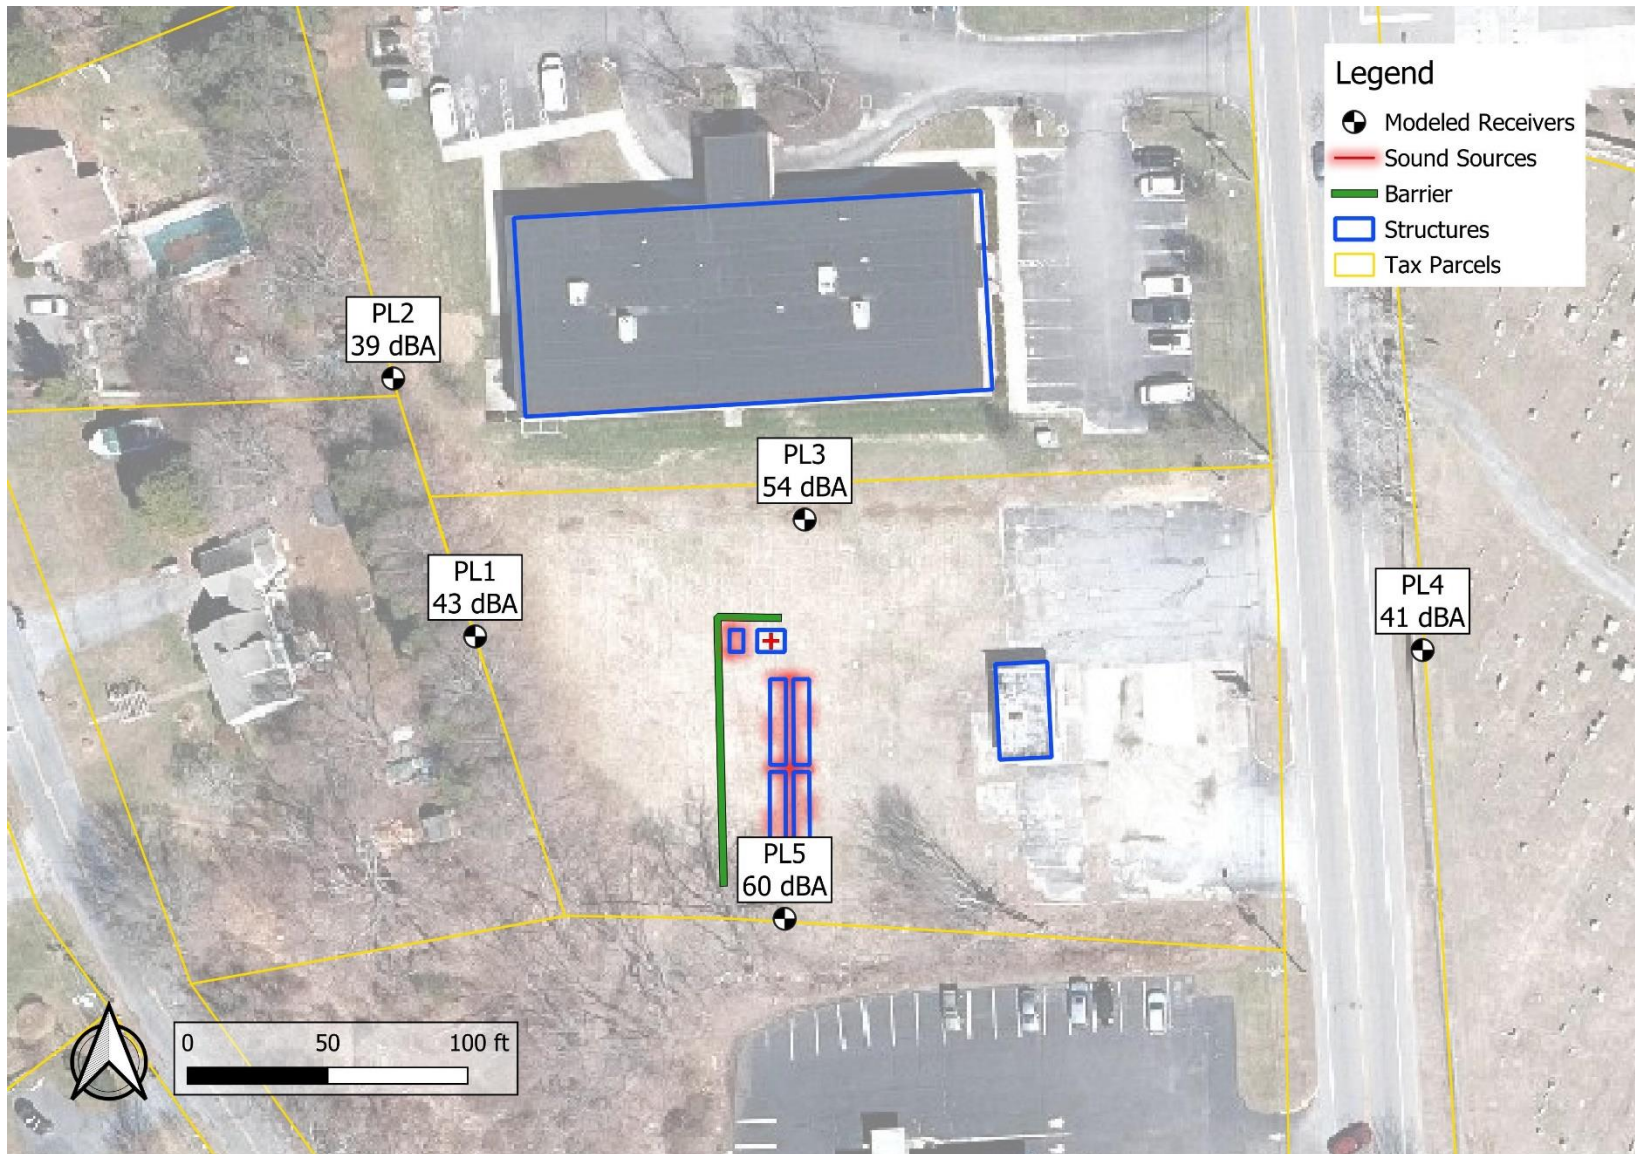 Legend
Modeled Receivers
Sound Sources
Barrier
Structures
Tax Parcels
PL2
39 dBA
PL3
54 dBA
PL1
43 dBA
PL4
41 dBA
PL5
60 dBA
0 50 100 ft